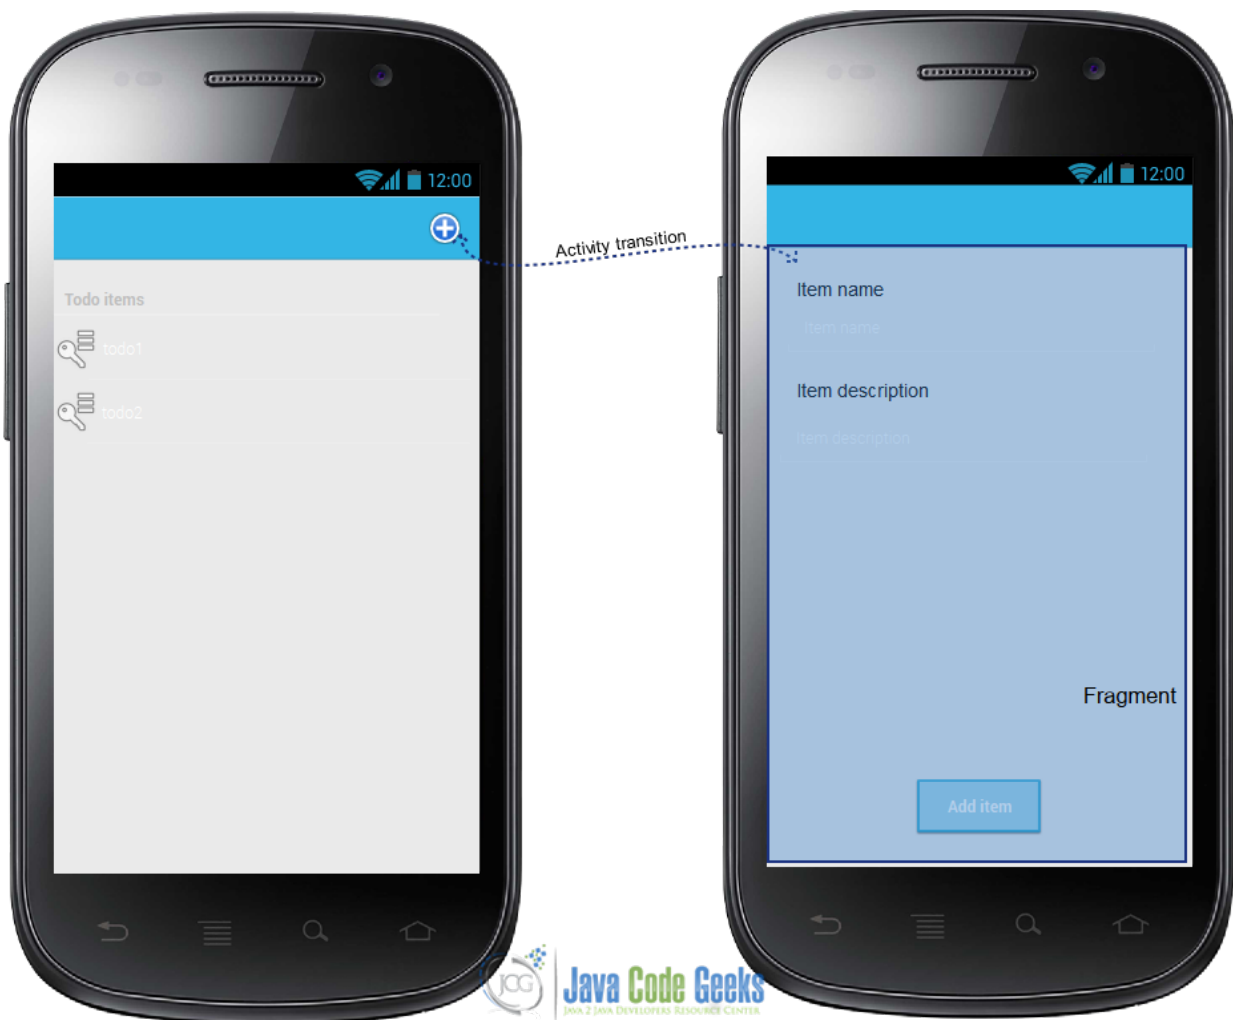 12:00
Todo items
todo1
todo2
Activity transition
12:00
Item name
Item name
Item description
Item description
Fragment
Add item
JCG
Java Code Geeks
JAVA 2 JAVA DEVELOPERS RESOURCE CENTER